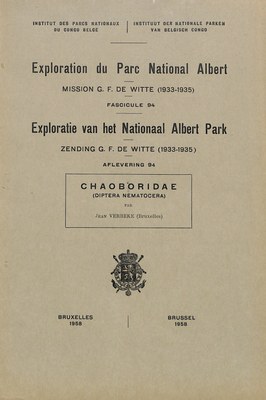 INSTITUT DES PARCS NATIONAUX
DU CONGO BELGE
INSTITUUT DER NATIONALE PARKEN
VAN BELGISCH CONGO
Exploration du Parc National Albert
MISSION G. F. DE WITTE (1933-1935)
FASCICULE 94
Exploratie van het Nationaal Albert Park
ZENDING G. F. DE WITTE (1933-1935)
AFLEVERING 94
CHAOBORIDAE
(DIPTERA NEMATOCERA)
PAR
Jean VERBEKE (Bruxelles)
BRUXELLES
1958
BRUSSEL
1958